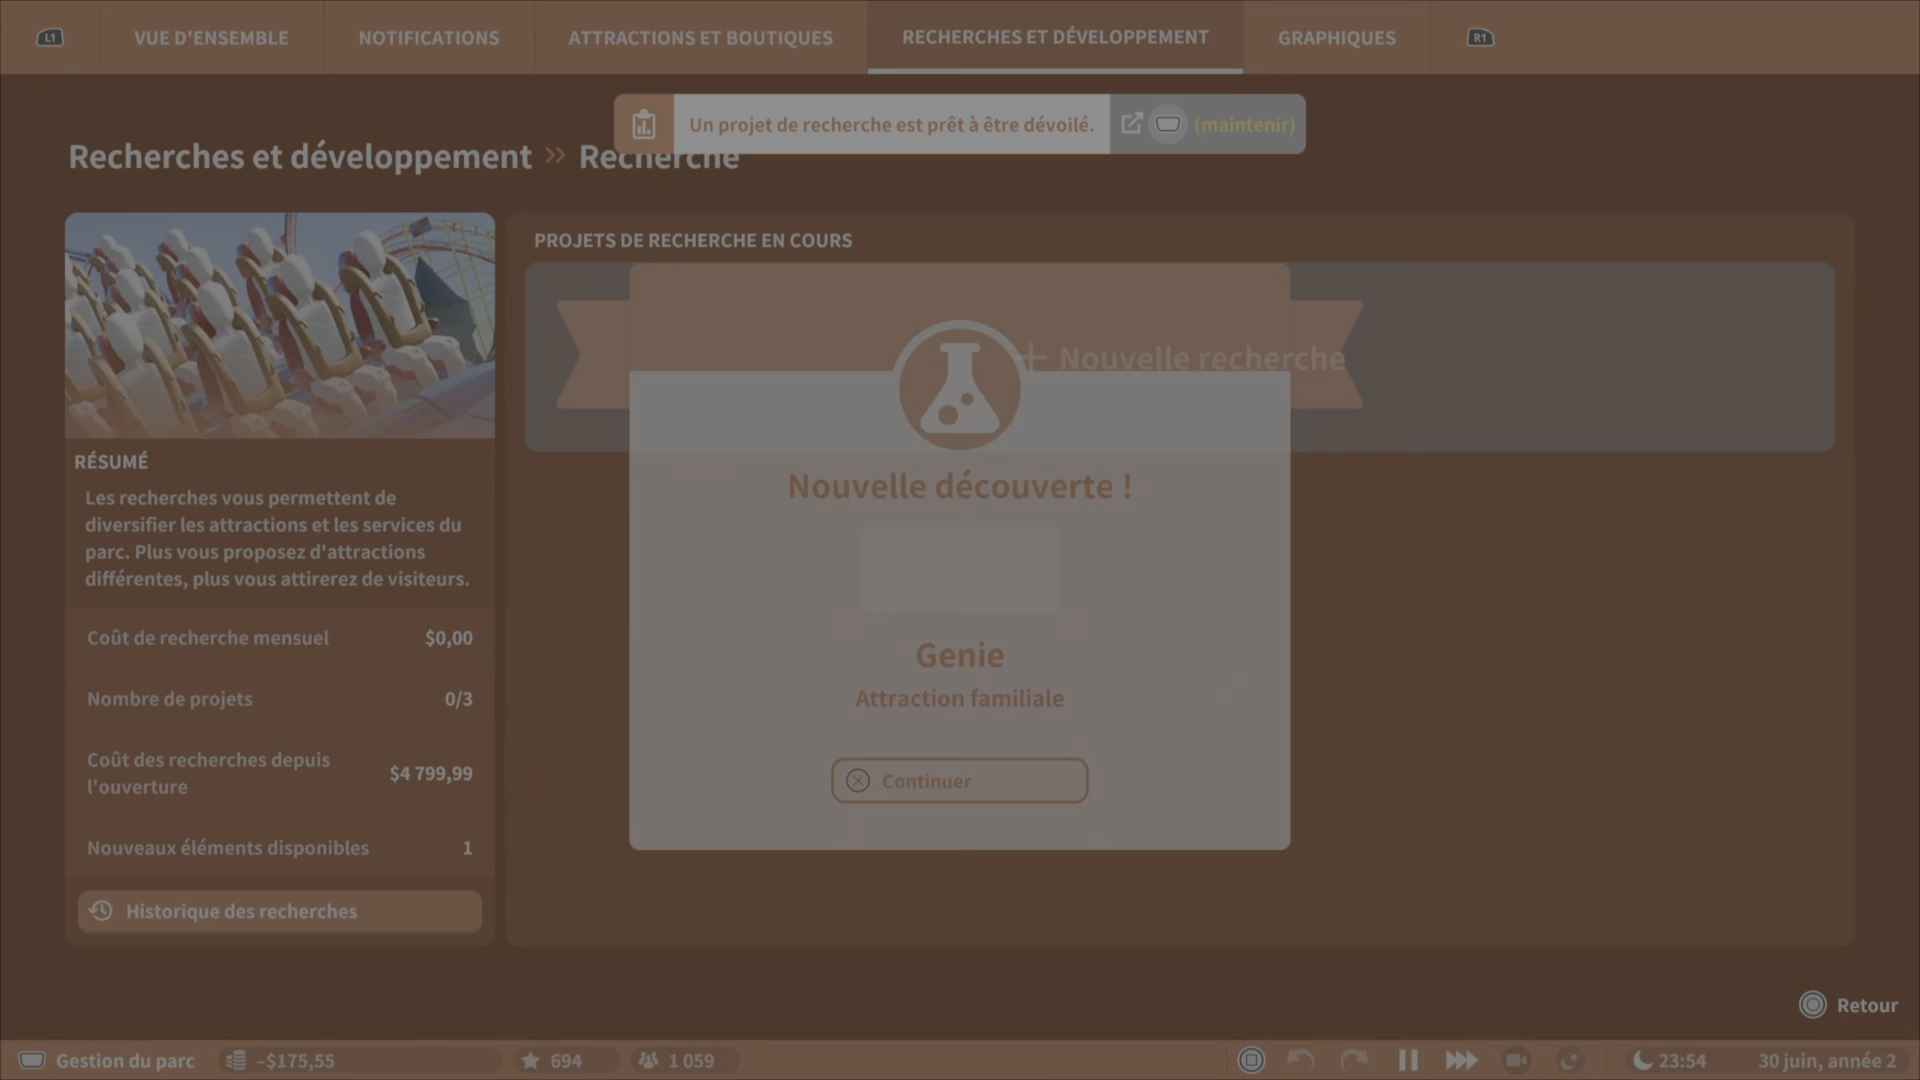 L1
VUE D'ENSEMBLE
NOTIFICATIONS
ATTRACTIONS ET BOUTIQUES
RECHERCHES ET DÉVELOPPEMENT
GRAPHIQUES
R1
Un projet de recherche est prêt à être dévoilé.
(maintenir)
Recherches et développement » Recherche
PROJETS DE RECHERCHE EN COURS
+ Nouvelle recherche
RÉSUMÉ
Les recherches vous permettent de
diversifier les attractions et les services du
parc. Plus vous proposez d'attractions
différentes, plus vous attirerez de visiteurs.
Coût de recherche mensuel $0,00
Nombre de projets 0/3
Coût des recherches depuis
l'ouverture $4 799,99
Nouveaux éléments disponibles 1
Historique des recherches
Nouvelle découverte !
Genie
Attraction familiale
Continuer
Retour
Gestion du parc
–$175,55
694
1 059
23:54
30 juin, année 2